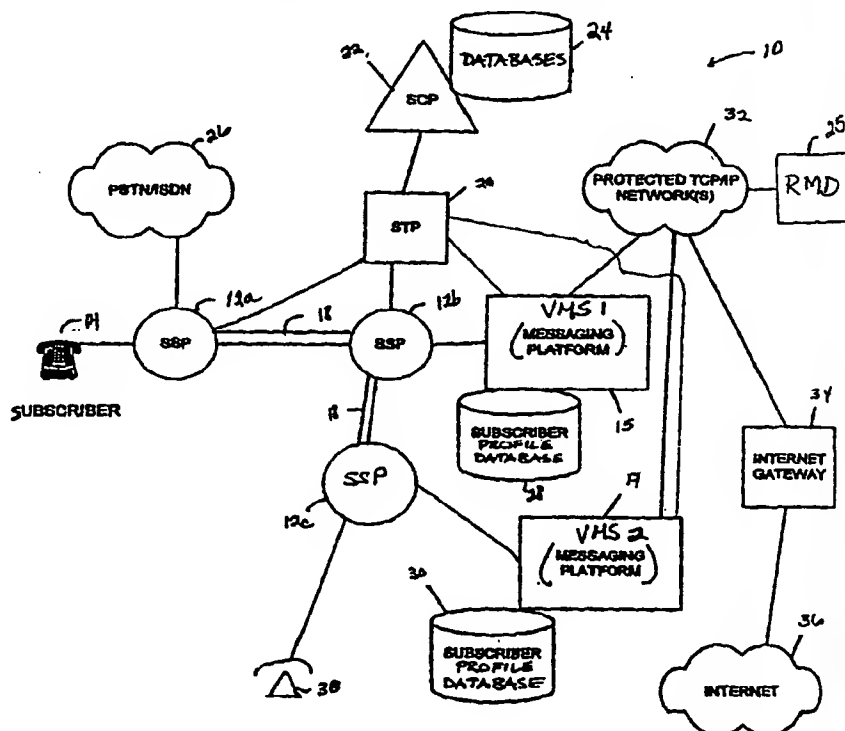 22
24
DATABASES
10
SCP
26
32
25
PSTN/ISDN
PROTECTED TCP/IP
NETWORK(S)
RMD
20
STP
12a
12b
14
18
VMS 1
(MESSAGING
PLATFORM)
SSP
SSP
SUBSCRIBER
34
18
15
SUBSCRIBER
PROFILE
DATABASE
INTERNET
GATEWAY
SSP
28
12c
VMS 2
(MESSAGING
PLATFORM)
30
36
SUBSCRIBER
PROFILE
DATABASE
38
INTERNET